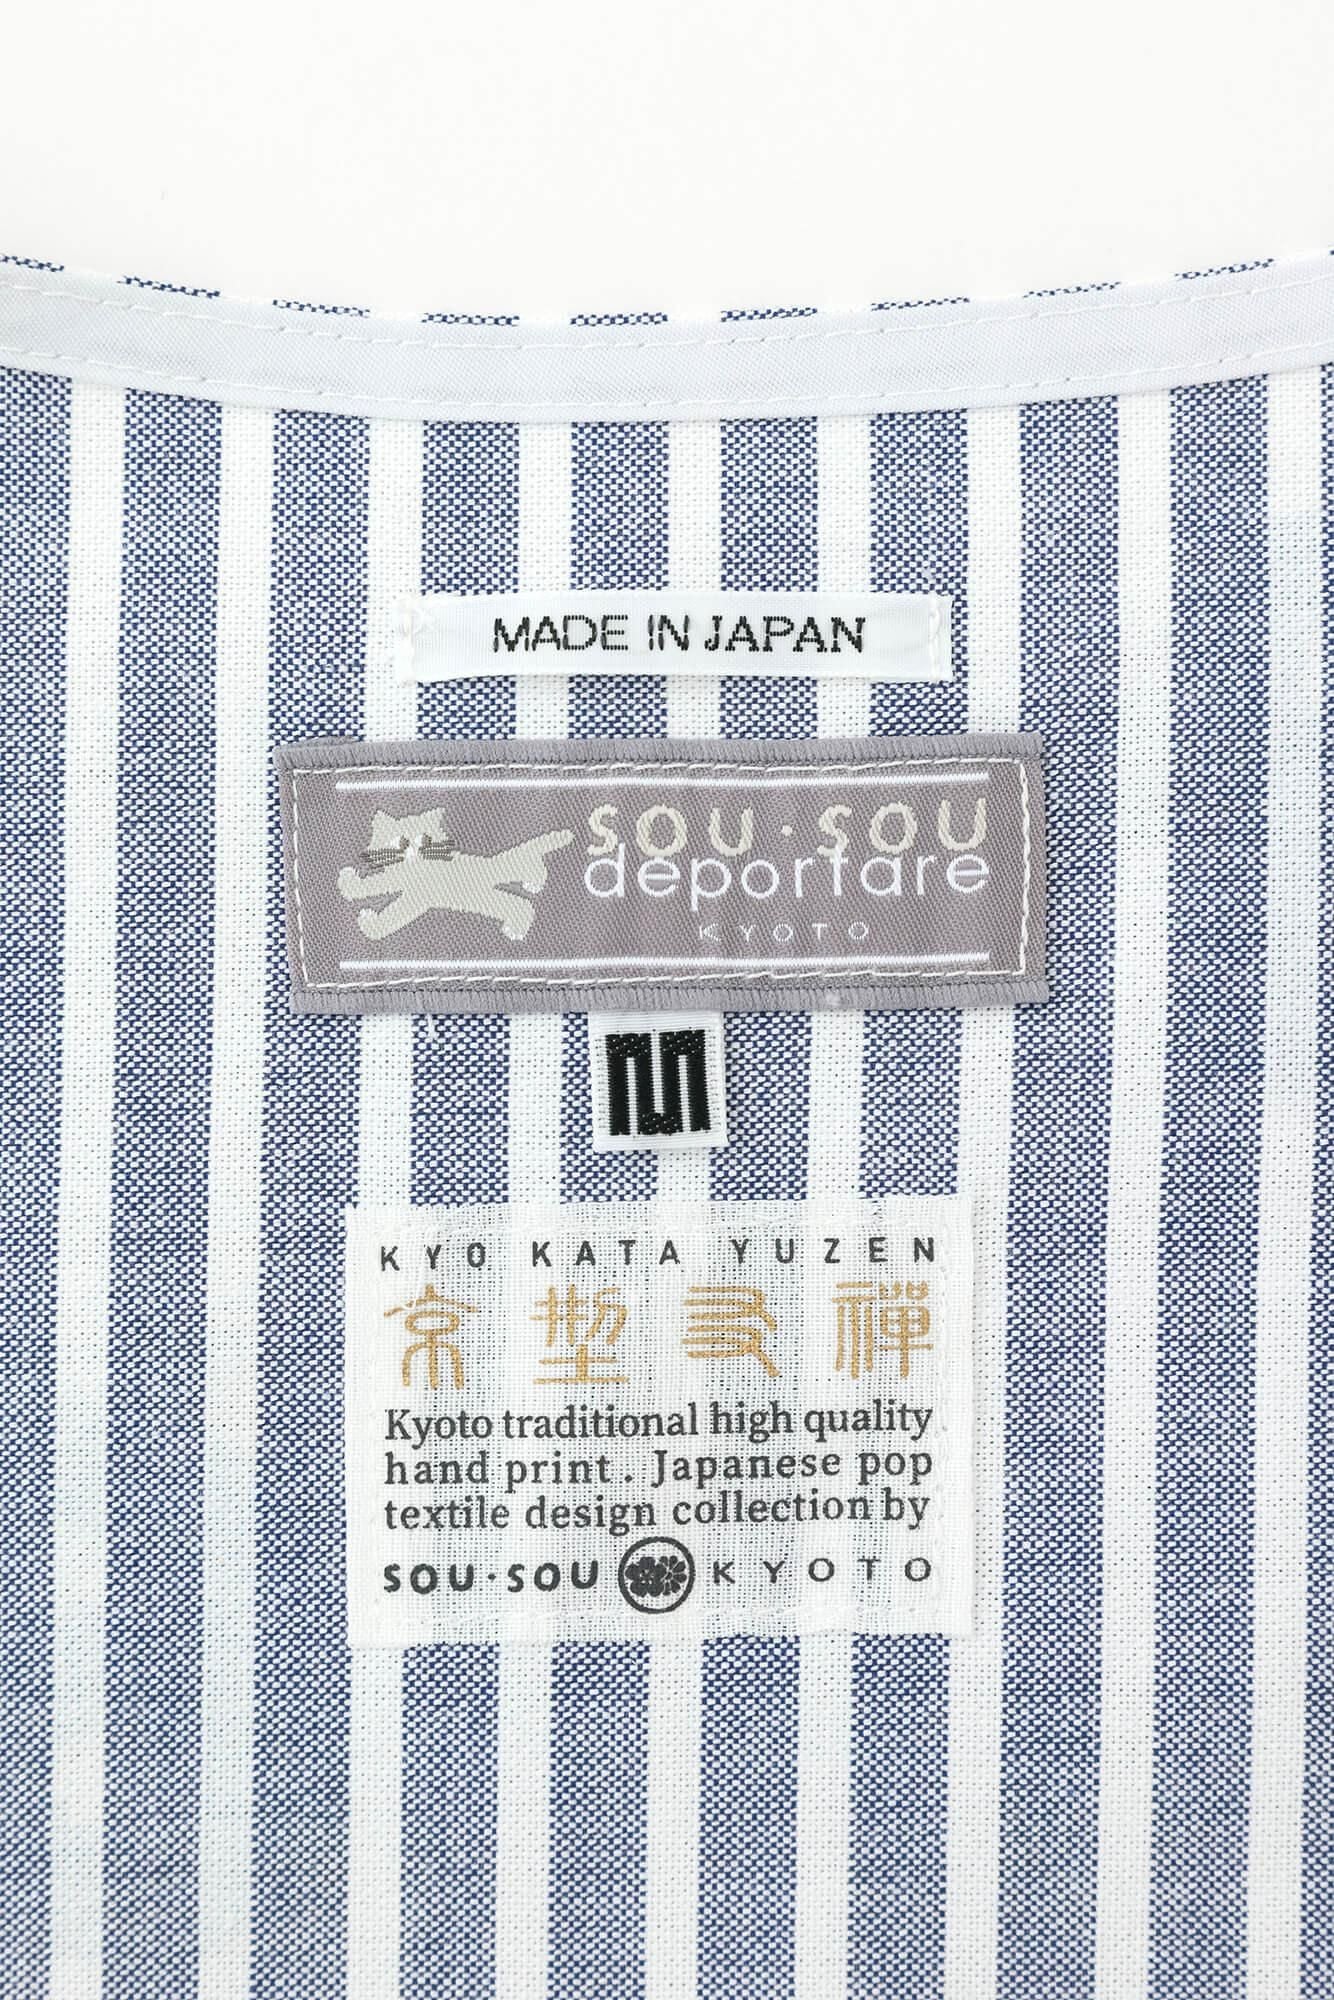 MADE IN JAPAN
SOU·SOU
deportare
KYOTO
KYO KATA YUZEN
京型友禅
Kyoto traditional high quality
hand print . Japanese pop
textile design collection by
SOU·SOU KYOTO